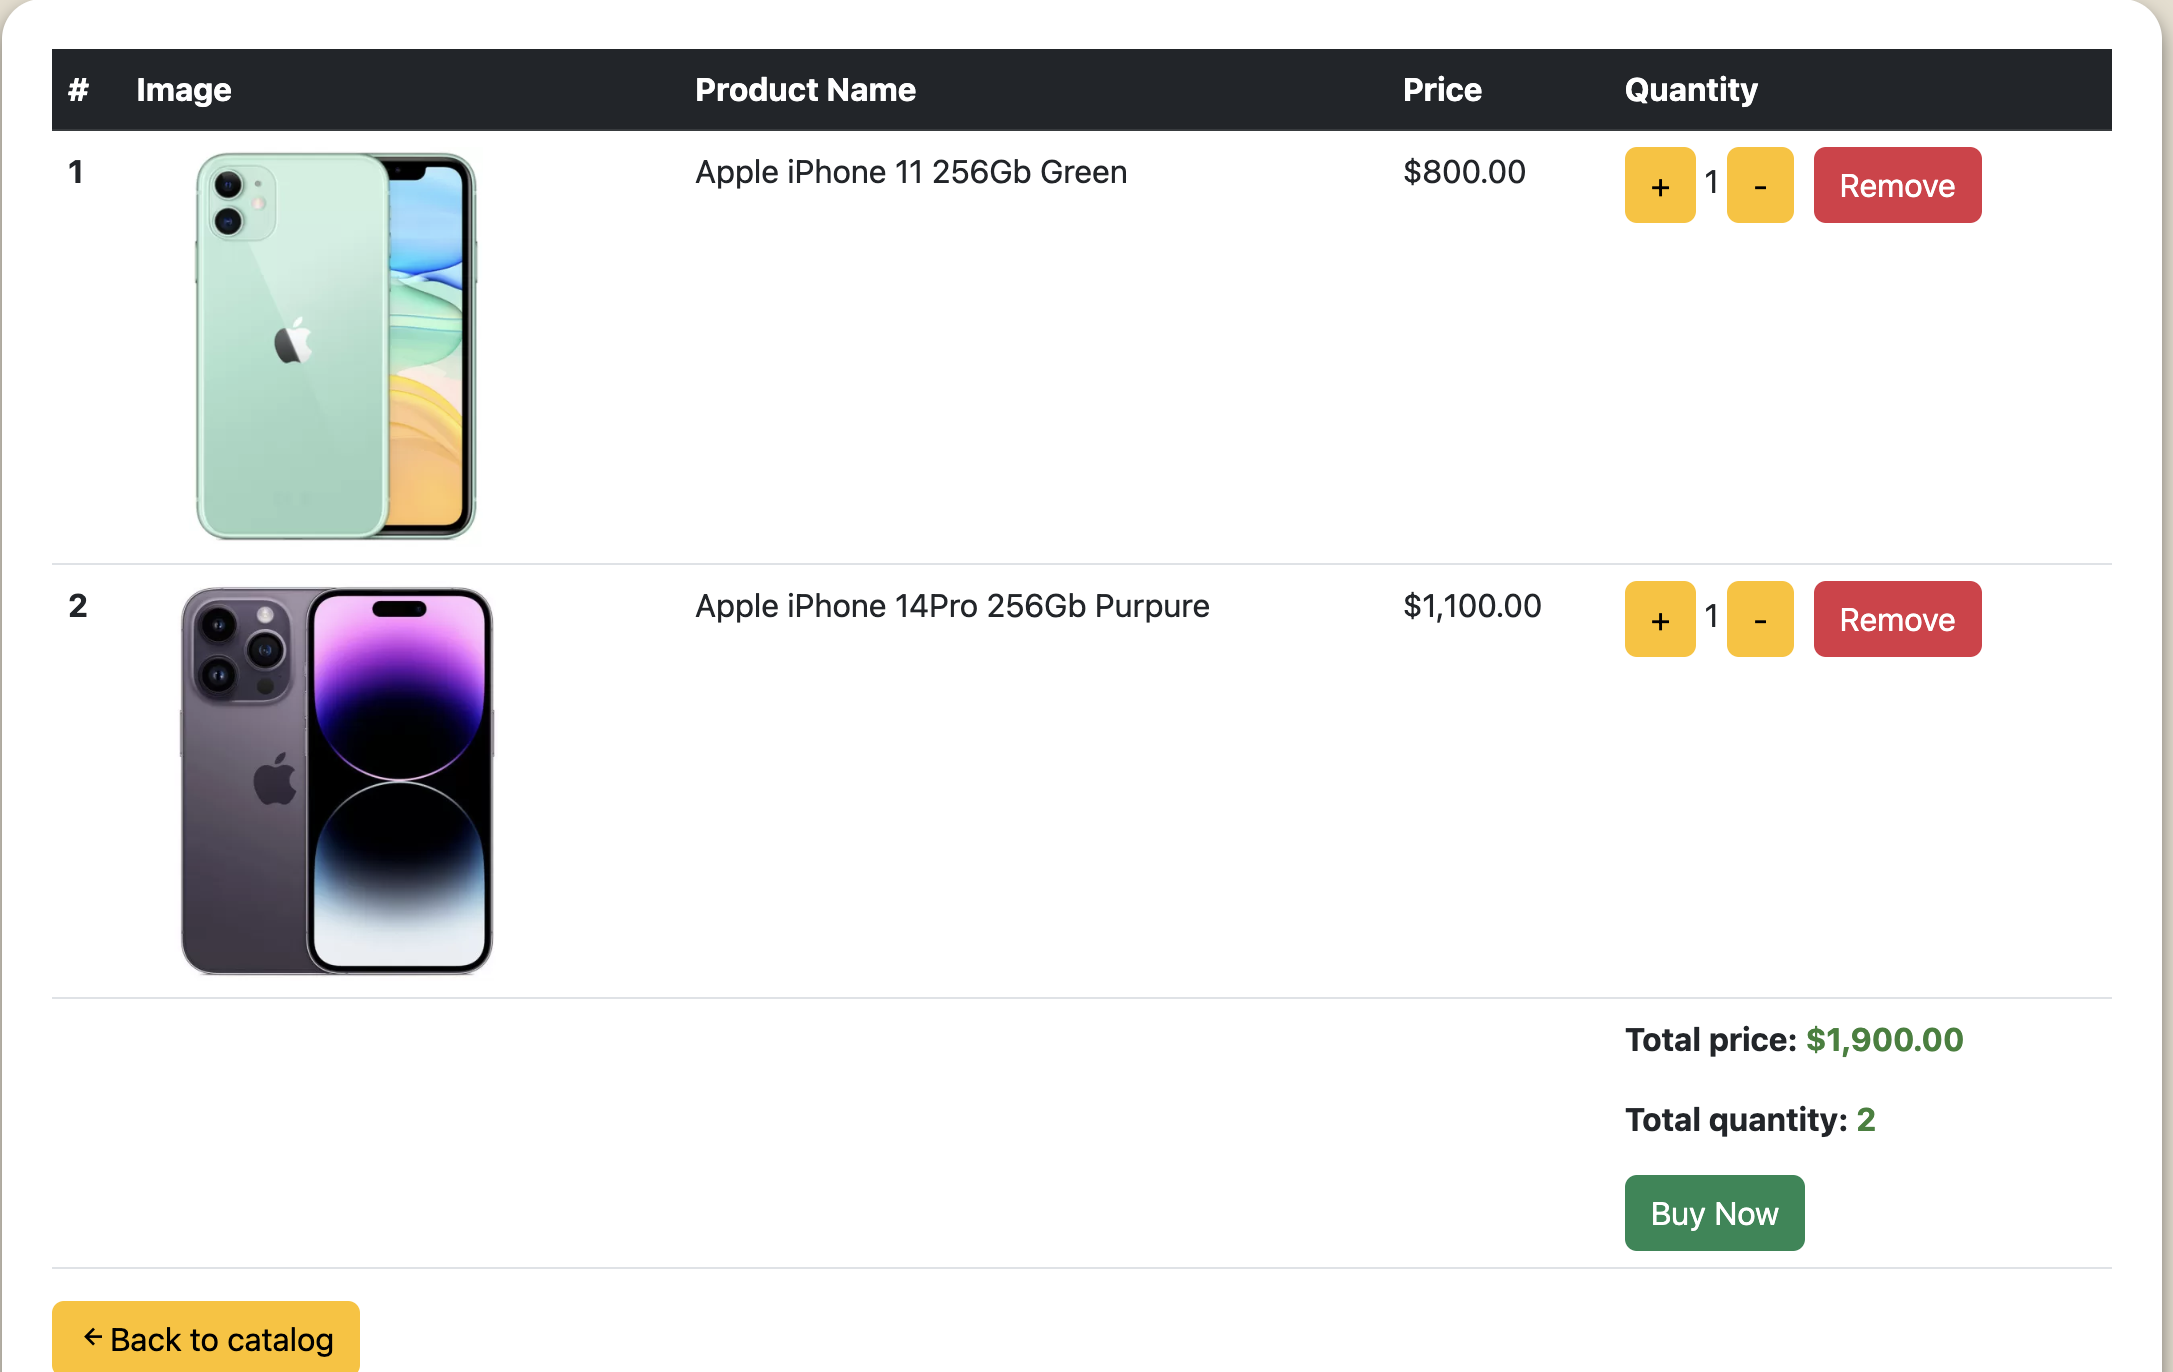 # Image Product Name Price Quantity
1 Apple iPhone 11 256Gb Green $800.00 + 1 - Remove
2 Apple iPhone 14Pro 256Gb Purpure $1,100.00 + 1 - Remove
Total price: $1,900.00
Total quantity: 2
Buy Now
← Back to catalog